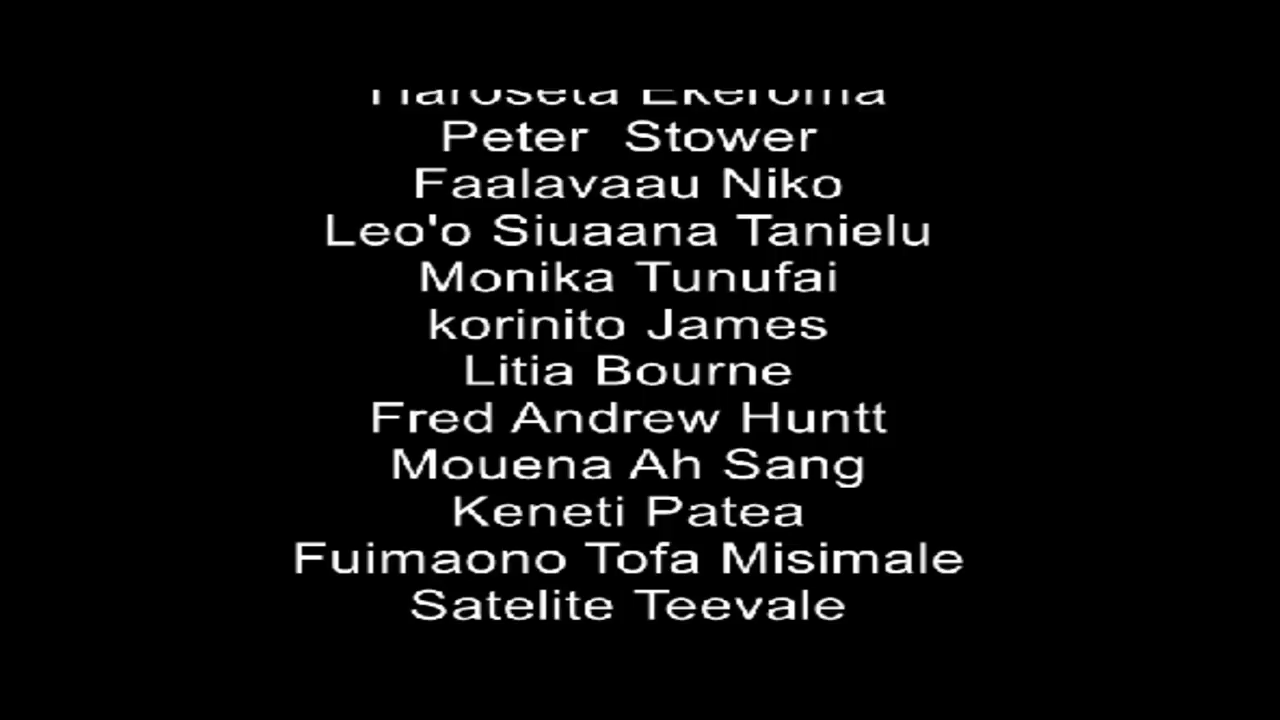 Ekeroma
Peter Stower
Faalavaau Niko
Leo'o Siuaana Tanielu
Monika Tunufai
korinito James
Litia Bourne
Fred Andrew Huntt
Mouena Ah Sang
Keneti Patea
Fuimaono Tofa Misimale
Satelite Teevale